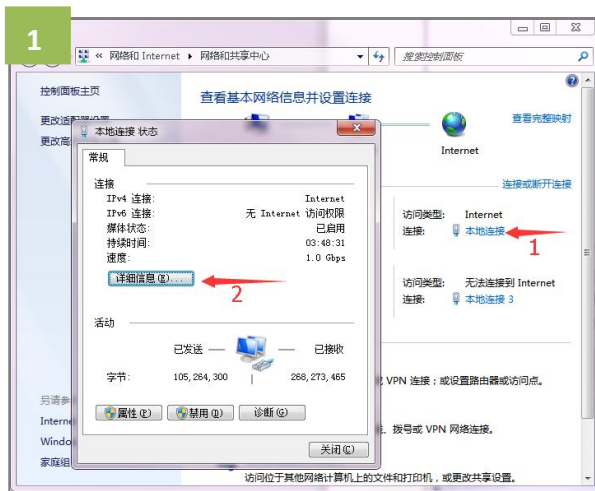 1
« 网络和 Internet ▸ 网络和共享中心
搜索控制面板
控制面板主页
查看基本网络信息并设置连接
更改适配器设置
查看完整映射
更改高
Internet
本地连接 状态
常规
连接
IPv4 连接: Internet
IPv6 连接: 无 Internet 访问权限
媒体状态: 已启用
持续时间: 03:48:31
速度: 1.0 Gbps
详细信息(E)...
2
连接或断开连接
访问类型: Internet
连接: 本地连接
1
访问类型: 无法连接到 Internet
连接: 本地连接 3
活动
已发送 — — 已接收
字节: 105,264,300 | 268,273,465
属性(P) 禁用(D) 诊断(G)
关闭(C)
VPN 连接；或设置路由器或访问点。
、拨号或 VPN 网络连接。
另请参
Interne
Windo
家庭组
访问位于其他网络计算机上的文件和打印机，或更改共享设置。